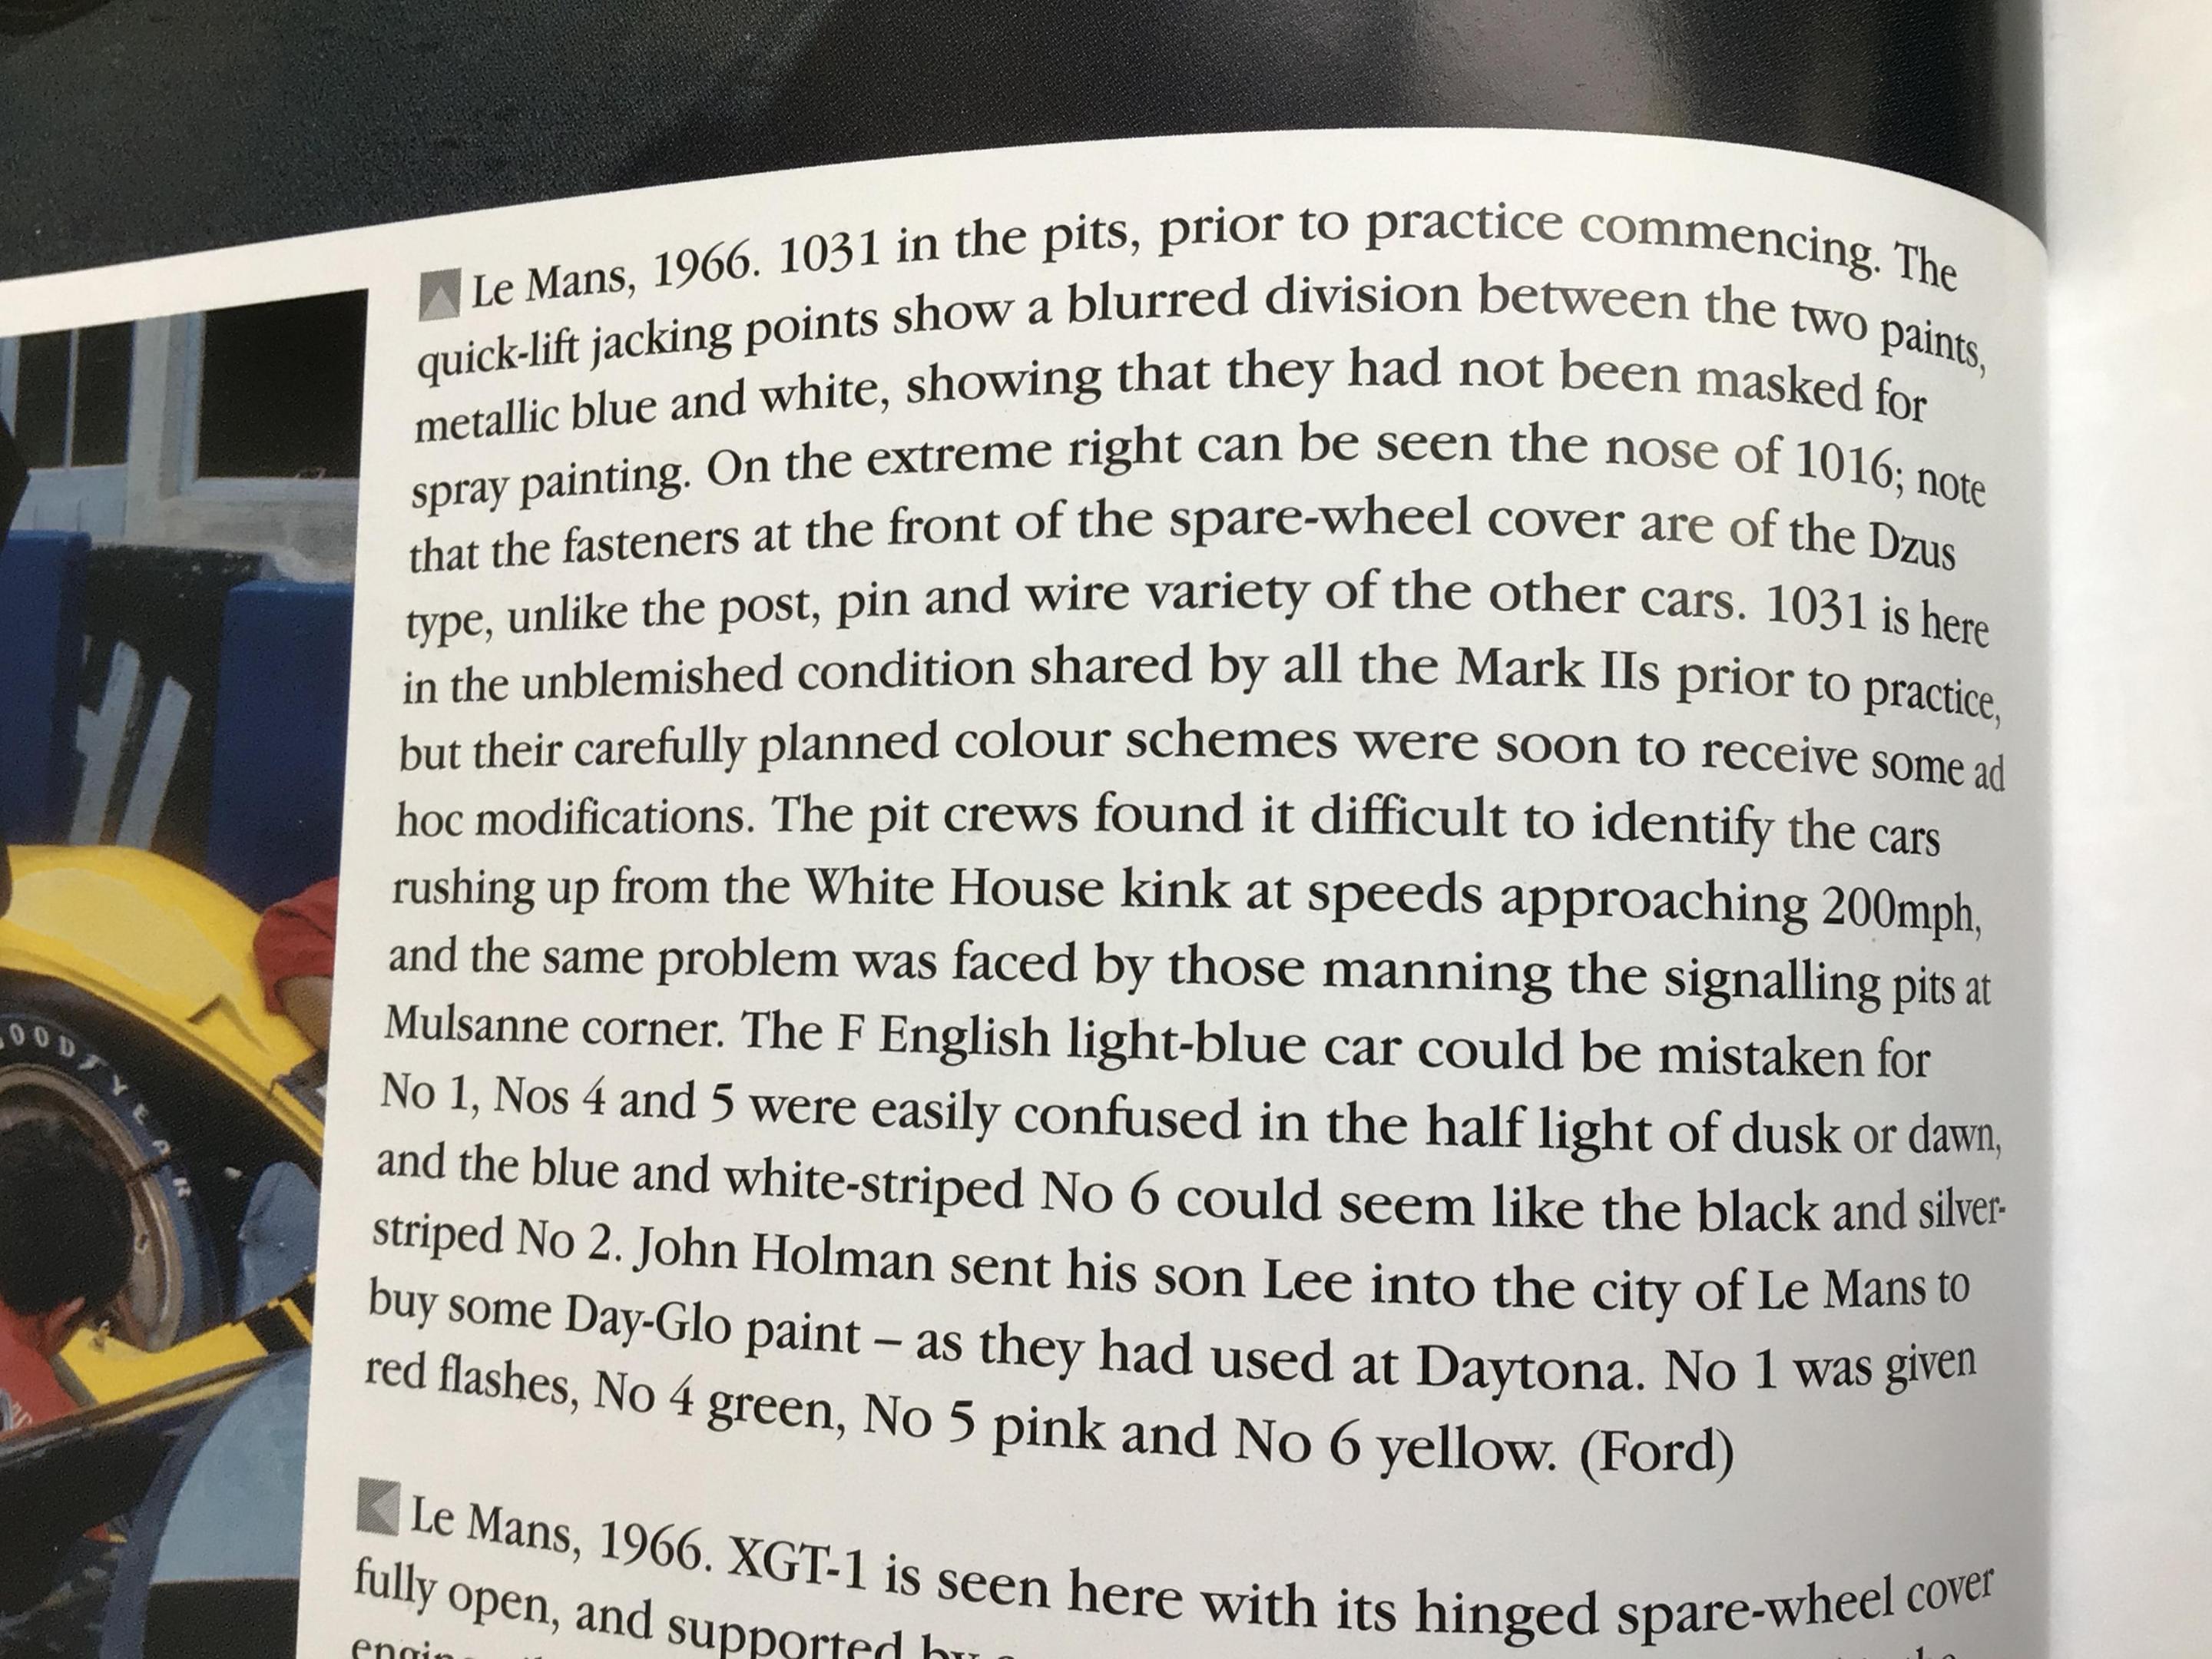 Le Mans, 1966. 1031 in the pits, prior to practice commencing. The
quick-lift jacking points show a blurred division between the two paints,
metallic blue and white, showing that they had not been masked for
spray painting. On the extreme right can be seen the nose of 1016; note
that the fasteners at the front of the spare-wheel cover are of the Dzus
type, unlike the post, pin and wire variety of the other cars. 1031 is here
in the unblemished condition shared by all the Mark IIs prior to practice,
but their carefully planned colour schemes were soon to receive some ad
hoc modifications. The pit crews found it difficult to identify the cars
rushing up from the White House kink at speeds approaching 200mph,
and the same problem was faced by those manning the signalling pits at
Mulsanne corner. The F English light-blue car could be mistaken for
No 1, Nos 4 and 5 were easily confused in the half light of dusk or dawn,
and the blue and white-striped No 6 could seem like the black and silver-
striped No 2. John Holman sent his son Lee into the city of Le Mans to
buy some Day-Glo paint – as they had used at Daytona. No 1 was given
red flashes, No 4 green, No 5 pink and No 6 yellow. (Ford)
Le Mans, 1966. XGT-1 is seen here with its hinged spare-wheel cover
fully open, and supported by
GOODYEAR